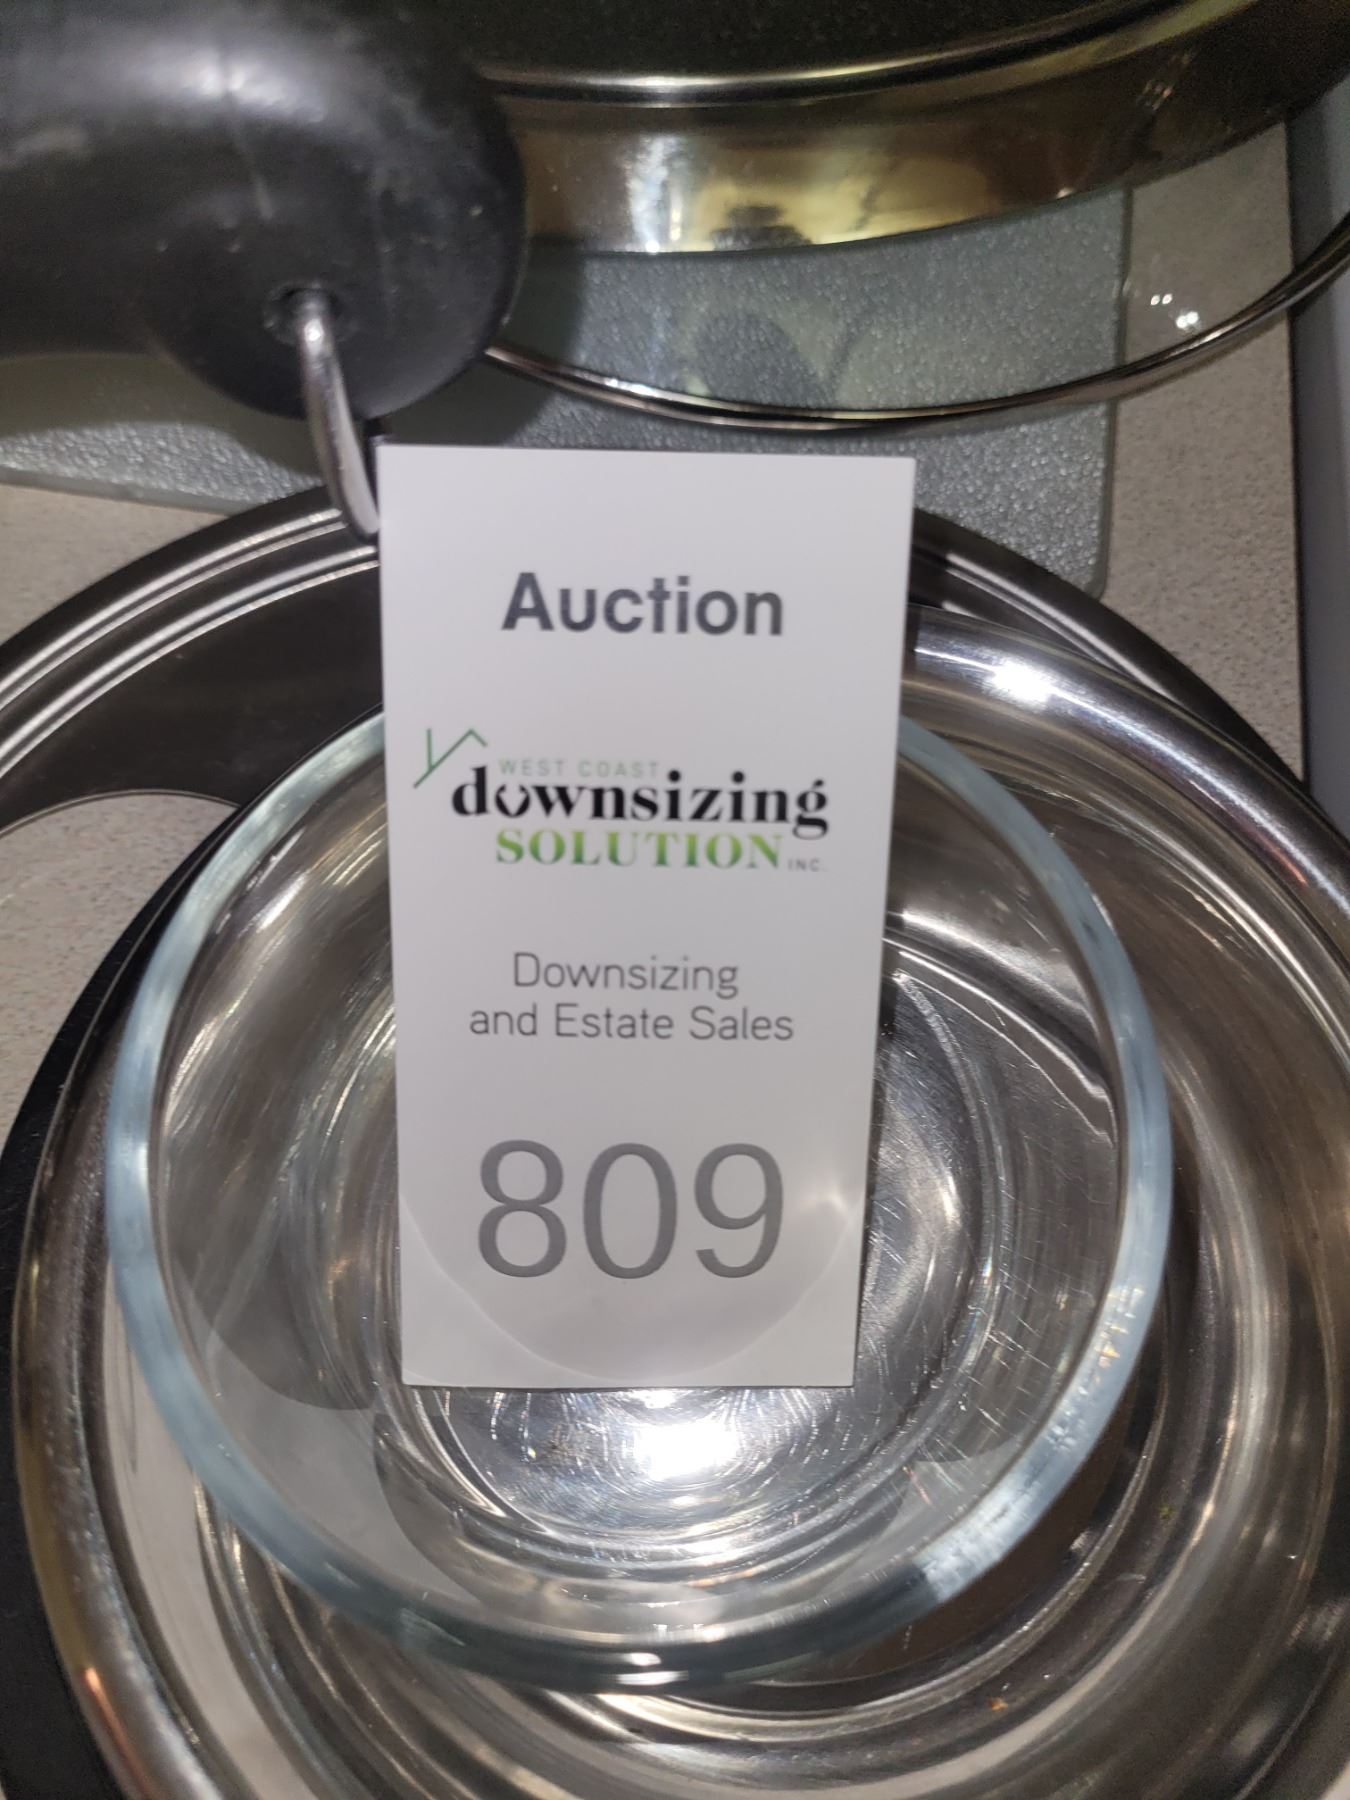 Auction
WEST COAST
downsizing
SOLUTION INC.
Downsizing
and Estate Sales
809